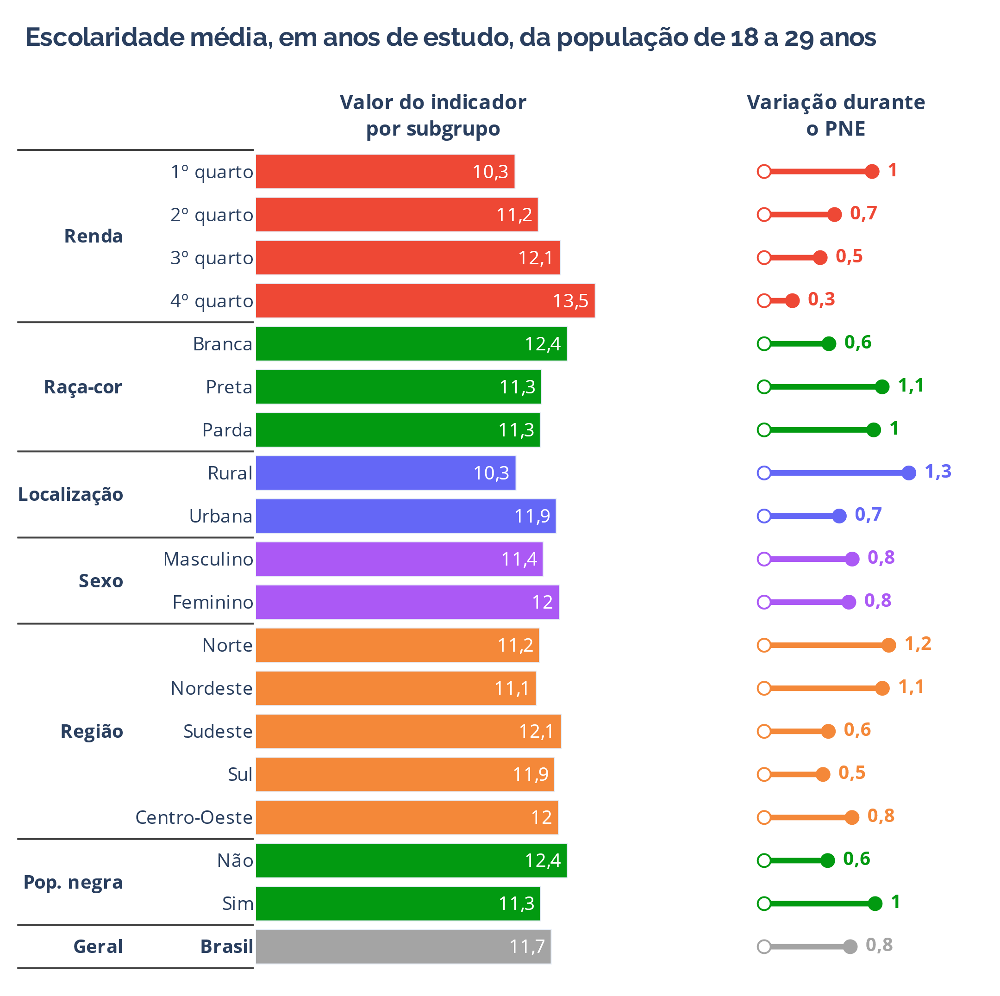 Escolaridade média, em anos de estudo, da população de 18 a 29 anos
Valor do indicador
por subgrupo
Variação durante
o PNE
Renda
1º quarto 10,3 1
2º quarto 11,2 0,7
3º quarto 12,1 0,5
4º quarto 13,5 0,3
Raça-cor
Branca 12,4 0,6
Preta 11,3 1,1
Parda 11,3 1
Localização
Rural 10,3 1,3
Urbana 11,9 0,7
Sexo
Masculino 11,4 0,8
Feminino 12 0,8
Região
Norte 11,2 1,2
Nordeste 11,1 1,1
Sudeste 12,1 0,6
Sul 11,9 0,5
Centro-Oeste 12 0,8
Pop. negra
Não 12,4 0,6
Sim 11,3 1
Geral Brasil 11,7 0,8